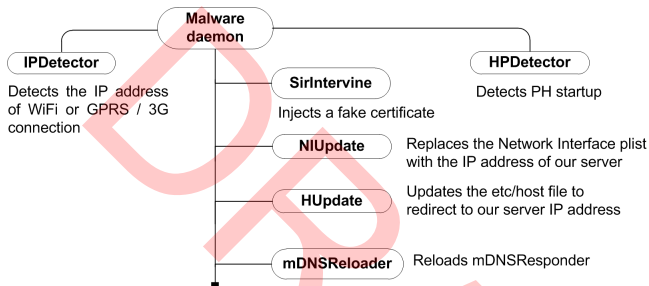 Malware
daemon
IPDetector
Detects the IP address
of WiFi or GPRS / 3G
connection
HPDetector
Detects PH startup
SirIntervine
Injects a fake certificate
NIUpdate
Replaces the Network Interface plist
with the IP address of our server
HUpdate
Updates the etc/host file to
redirect to our server IP address
mDNSReloader
Reloads mDNSResponder